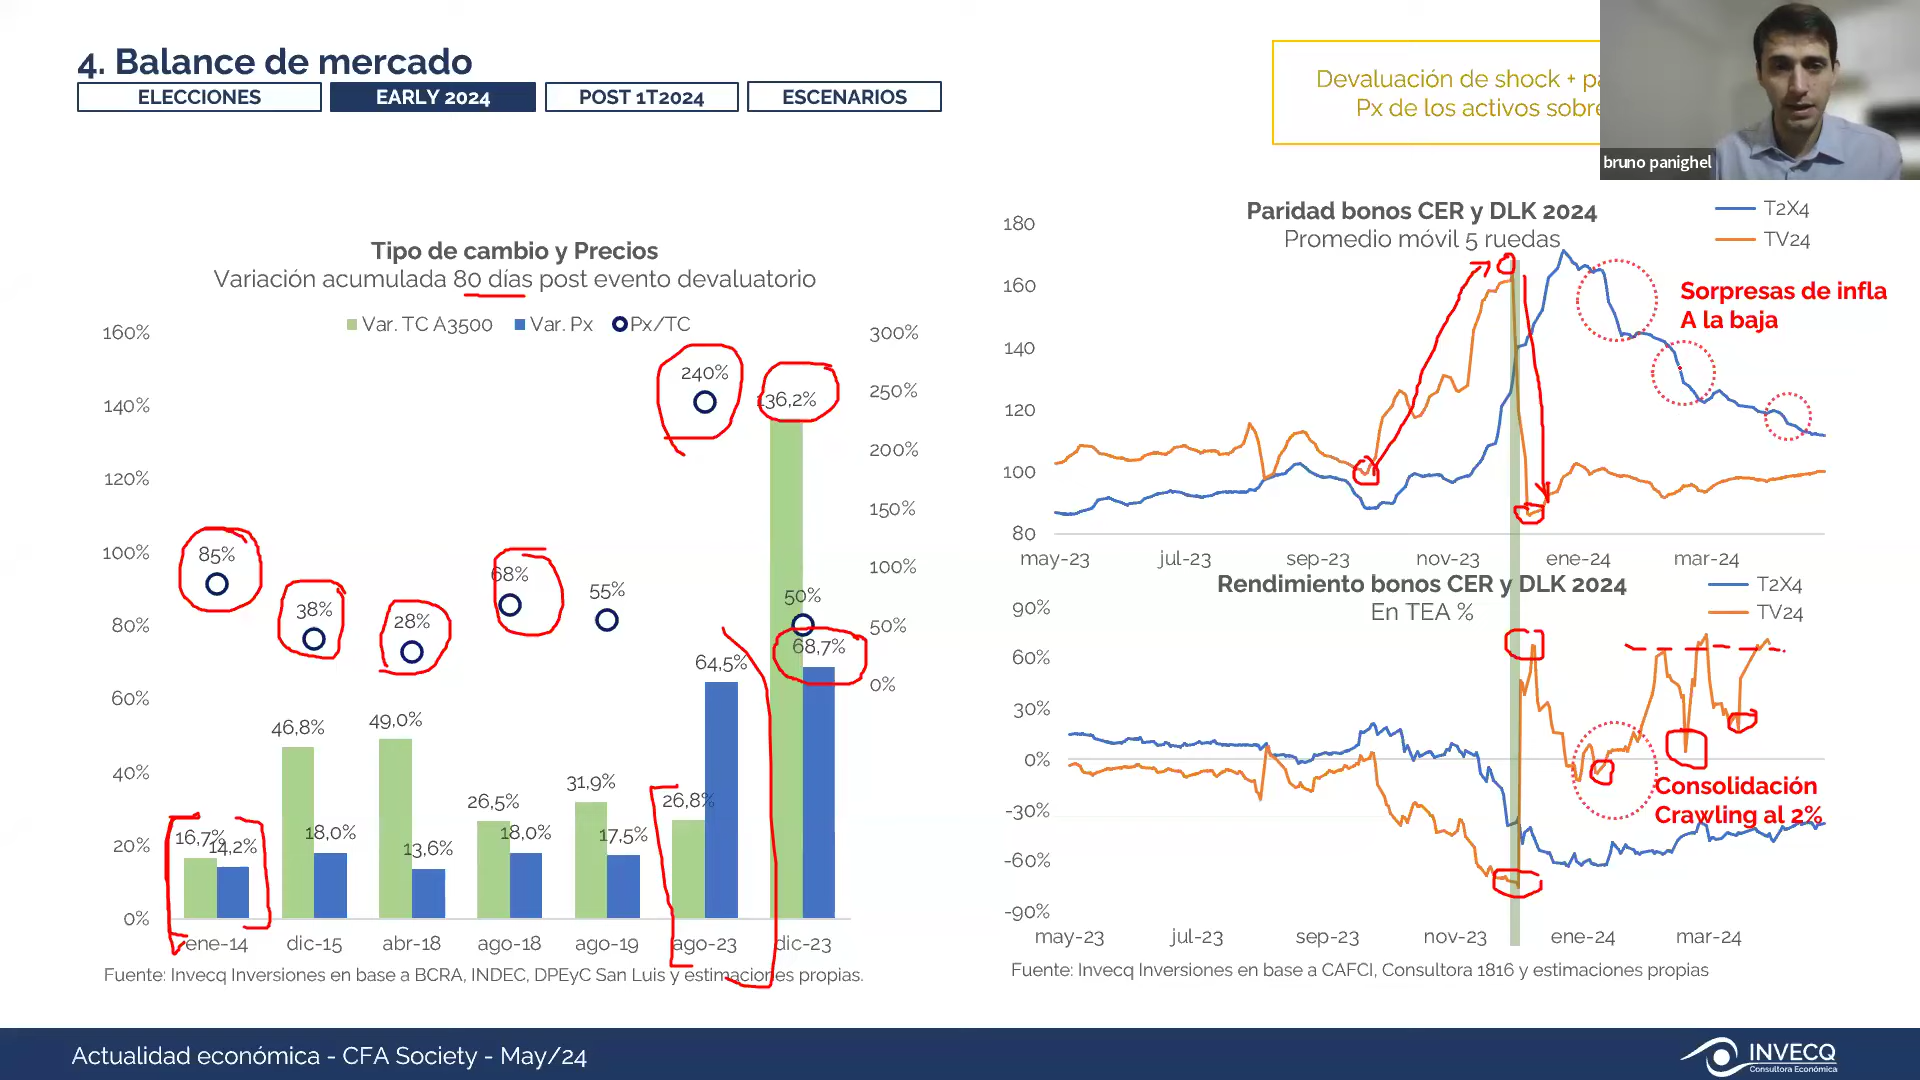 4. Balance de mercado
ELECCIONES
EARLY 2024
POST 1T2024
ESCENARIOS
Devaluación de shock +
Px de los activos
bruno panighel
Tipo de cambio y Precios
Variación acumulada 80 días post evento devaluatorio
Var. TC A3500
Var. Px
Px/TC
160%
140%
120%
100%
80%
60%
40%
20%
0%
300%
250%
200%
150%
100%
50%
0%
85%
38%
28%
68%
55%
240%
50%
16,7%
14,2%
46,8%
18,0%
49,0%
13,6%
26,5%
18,0%
31,9%
17,5%
26,8%
64,5%
136,2%
68,7%
ene-14
dic-15
abr-18
ago-18
ago-19
ago-23
dic-23
Fuente: Invecq Inversiones en base a BCRA, INDEC, DPEyC San Luis y estimaciones propias.
Paridad bonos CER y DLK 2024
Promedio móvil 5 ruedas
T2X4
TV24
180
160
140
120
100
80
Sorpresas de infla
A la baja
may-23
jul-23
sep-23
nov-23
ene-24
mar-24
Rendimiento bonos CER y DLK 2024
En TEA %
T2X4
TV24
90%
60%
30%
0%
-30%
-60%
-90%
Consolidación
Crawling al 2%
may-23
jul-23
sep-23
nov-23
ene-24
mar-24
Fuente: Invecq Inversiones en base a CAFCI, Consultora 1816 y estimaciones propias
Actualidad económica - CFA Society - May/24
INVECQ
Consultora Económica